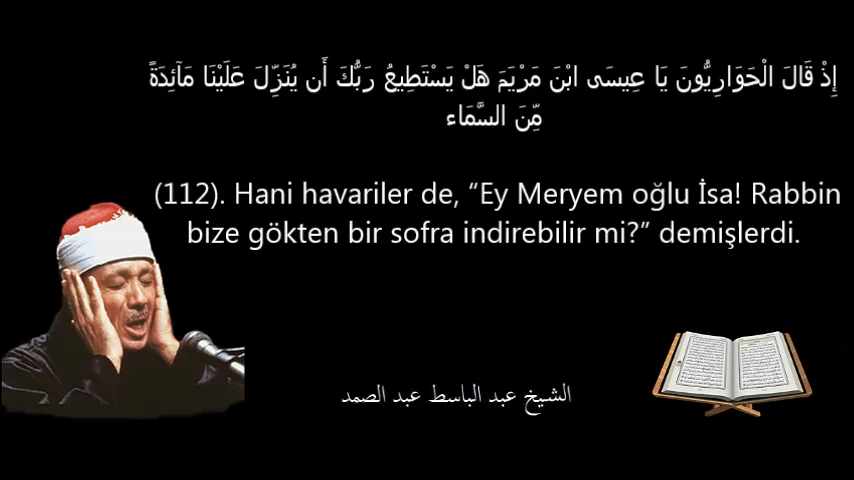 إِذْ قَالَ الْحَوَارِيُّونَ يَا عِيسَى ابْنَ مَرْيَمَ هَلْ يَسْتَطِيعُ رَبُّكَ أَن يُنَزِّلَ عَلَيْنَا مَآئِدَةً
مِّنَ السَّمَاء
(112). Hani havariler de, “Ey Meryem oğlu İsa! Rabbin
bize gökten bir sofra indirebilir mi?” demişlerdi.
الشيخ عبد الباسط عبد الصمد